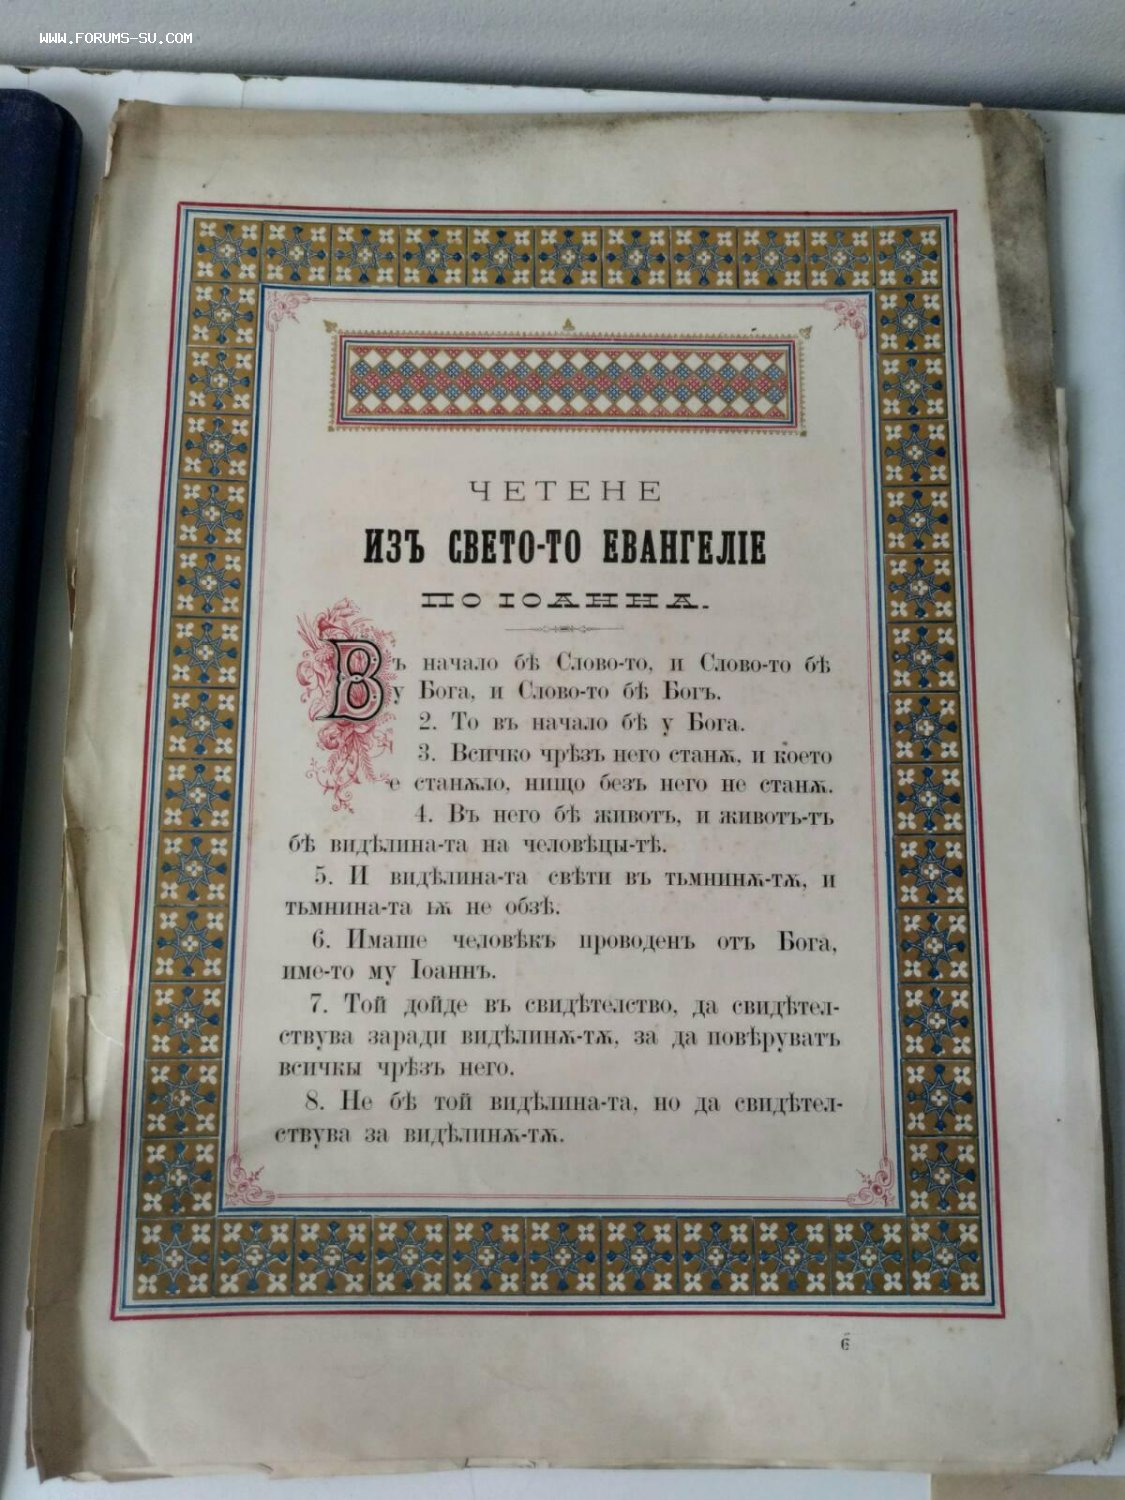 WWW.FORUMS-SU.COM
ЧЕТЕНЕ
ИЗЪ СВЕТО-ТО ЕВАНГЕЛІЕ
ПО ІОАННА.
Въ начало бѣ Слово-то, и Слово-то бѣ
у Бога, и Слово-то бѣ Богъ.
2. То въ начало бѣ у Бога.
3. Всичко чрѣзъ него станѫ, и което
е станѫло, нищо безъ него не станѫ.
4. Въ него бѣ животъ, и животъ-тъ
бѣ видѣлина-та на человѣцы-тѣ.
5. И видѣлина-та свѣти въ тьмнинѫ-тѫ, и
тьмнина-та ѭ не обзѣ.
6. Имаше человѣкъ проводенъ отъ Бога,
име-то му Іоаннъ.
7. Той дойде въ свидѣтелство, да свидѣтел-
ствува заради видѣлинѫ-тѫ, за да повѣруватъ
всичкы чрѣзъ него.
8. Не бѣ той видѣлина-та, но да свидѣтел-
ствува за видѣлинѫ-тѫ.